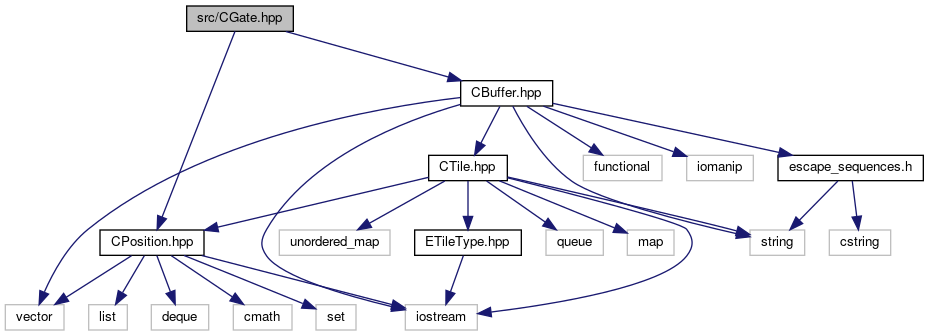 src/CGate.hpp
CBuffer.hpp
CTile.hpp
functional
iomanip
escape_sequences.h
CPosition.hpp
unordered_map
ETileType.hpp
queue
map
string
cstring
vector
list
deque
cmath
set
iostream